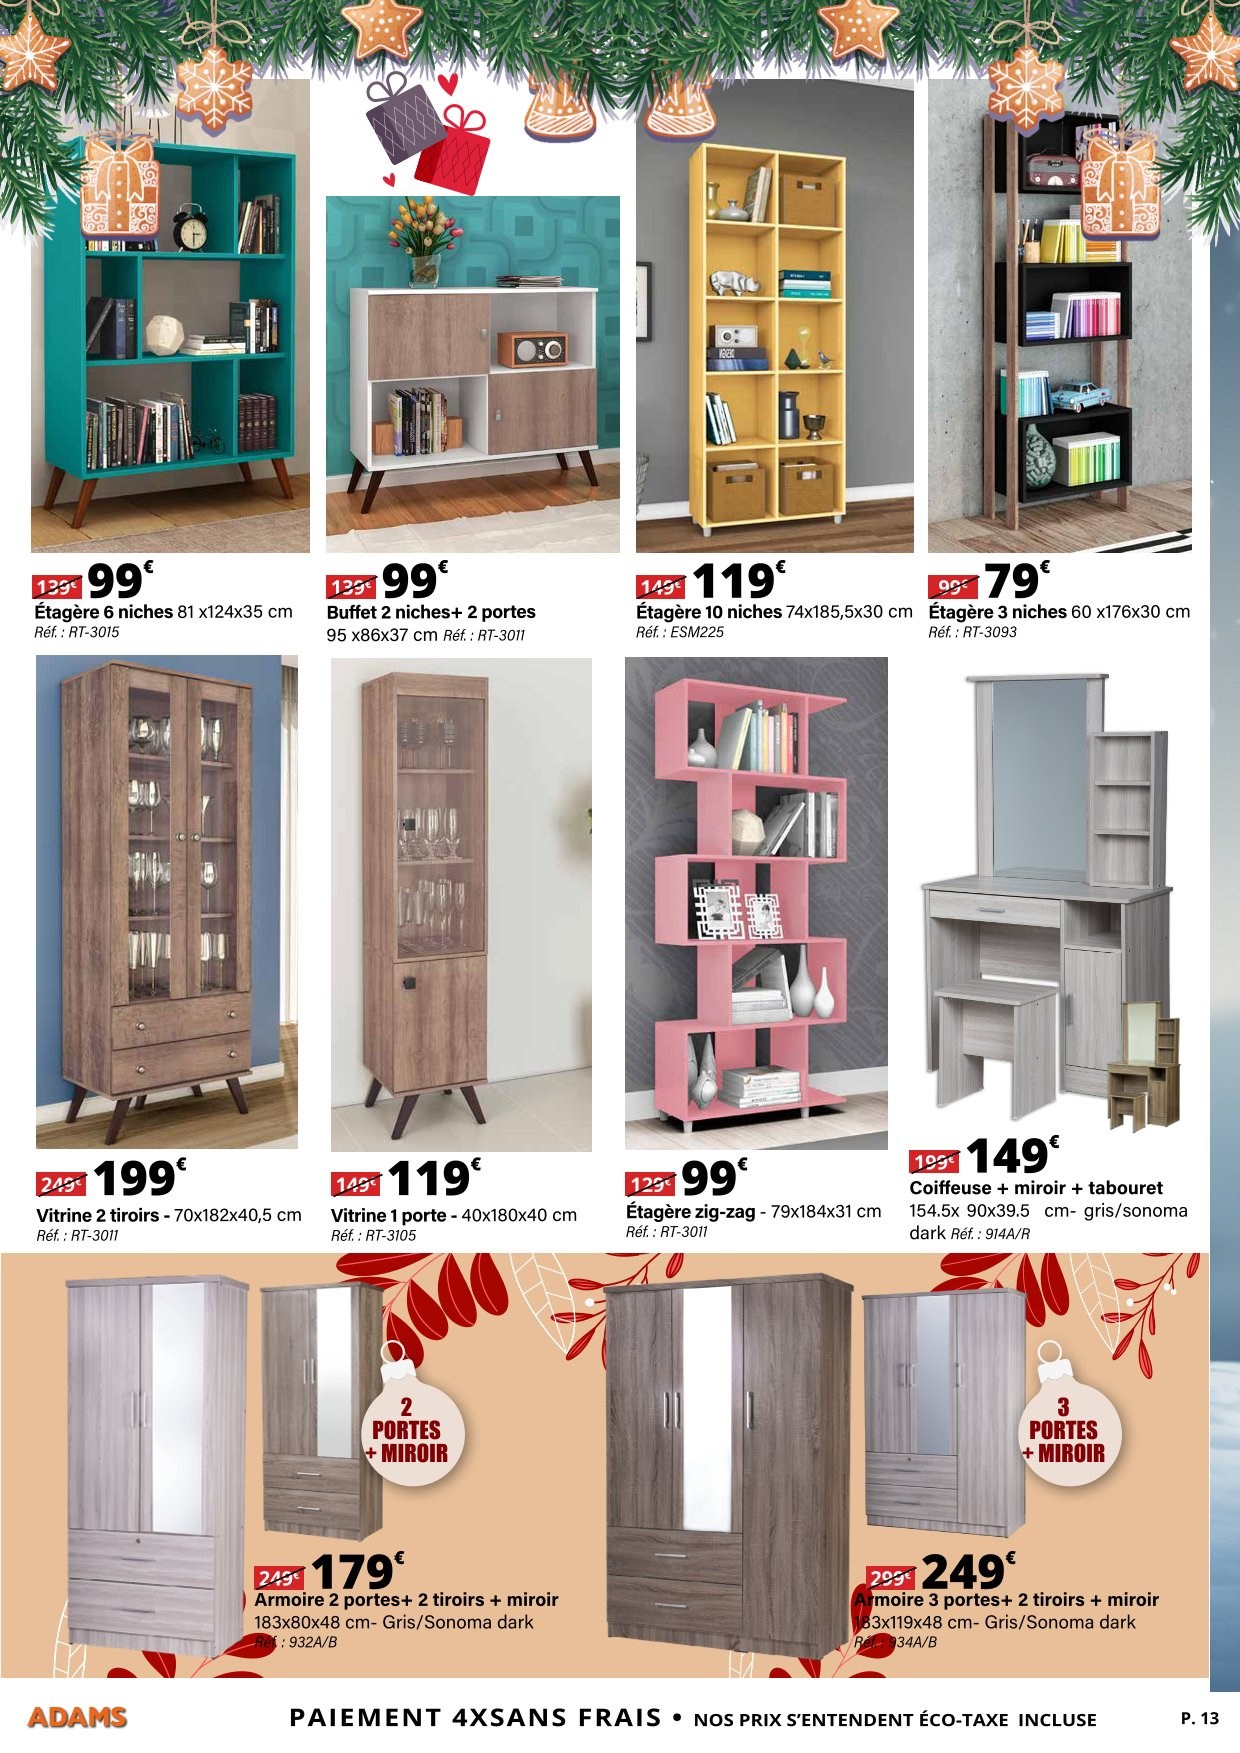 139€ 99€
Étagère 6 niches 81 x124x35 cm
Réf. : RT-3015
139€ 99€
Buffet 2 niches+ 2 portes
95 x86x37 cm Réf. : RT-3011
149€ 119€
Étagère 10 niches 74x185,5x30 cm
Réf. : ESM225
99€ 79€
Étagère 3 niches 60 x176x30 cm
Réf. : RT-3093
249€ 199€
Vitrine 2 tiroirs - 70x182x40,5 cm
Réf. : RT-3011
149€ 119€
Vitrine 1 porte - 40x180x40 cm
Réf. : RT-3105
129€ 99€
Étagère zig-zag - 79x184x31 cm
Réf. : RT-3011
199€ 149€
Coiffeuse + miroir + tabouret
154.5x 90x39.5 cm- gris/sonoma
dark Réf. : 914A/R
2
PORTES
+ MIROIR
249€ 179€
Armoire 2 portes+ 2 tiroirs + miroir
183x80x48 cm- Gris/Sonoma dark
Réf. : 932A/B
3
PORTES
+ MIROIR
299€ 249€
Armoire 3 portes+ 2 tiroirs + miroir
183x119x48 cm- Gris/Sonoma dark
Réf. : 934A/B
ADAMS
PAIEMENT 4XSANS FRAIS • NOS PRIX S'ENTENDENT ÉCO-TAXE INCLUSE
P. 13